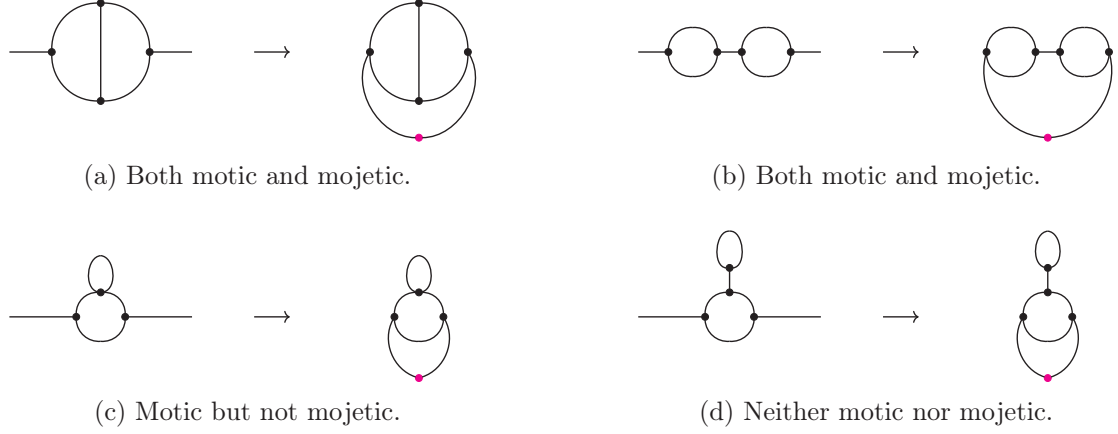 (a) Both motic and mojetic.
(b) Both motic and mojetic.
(c) Motic but not mojetic.
(d) Neither motic nor mojetic.